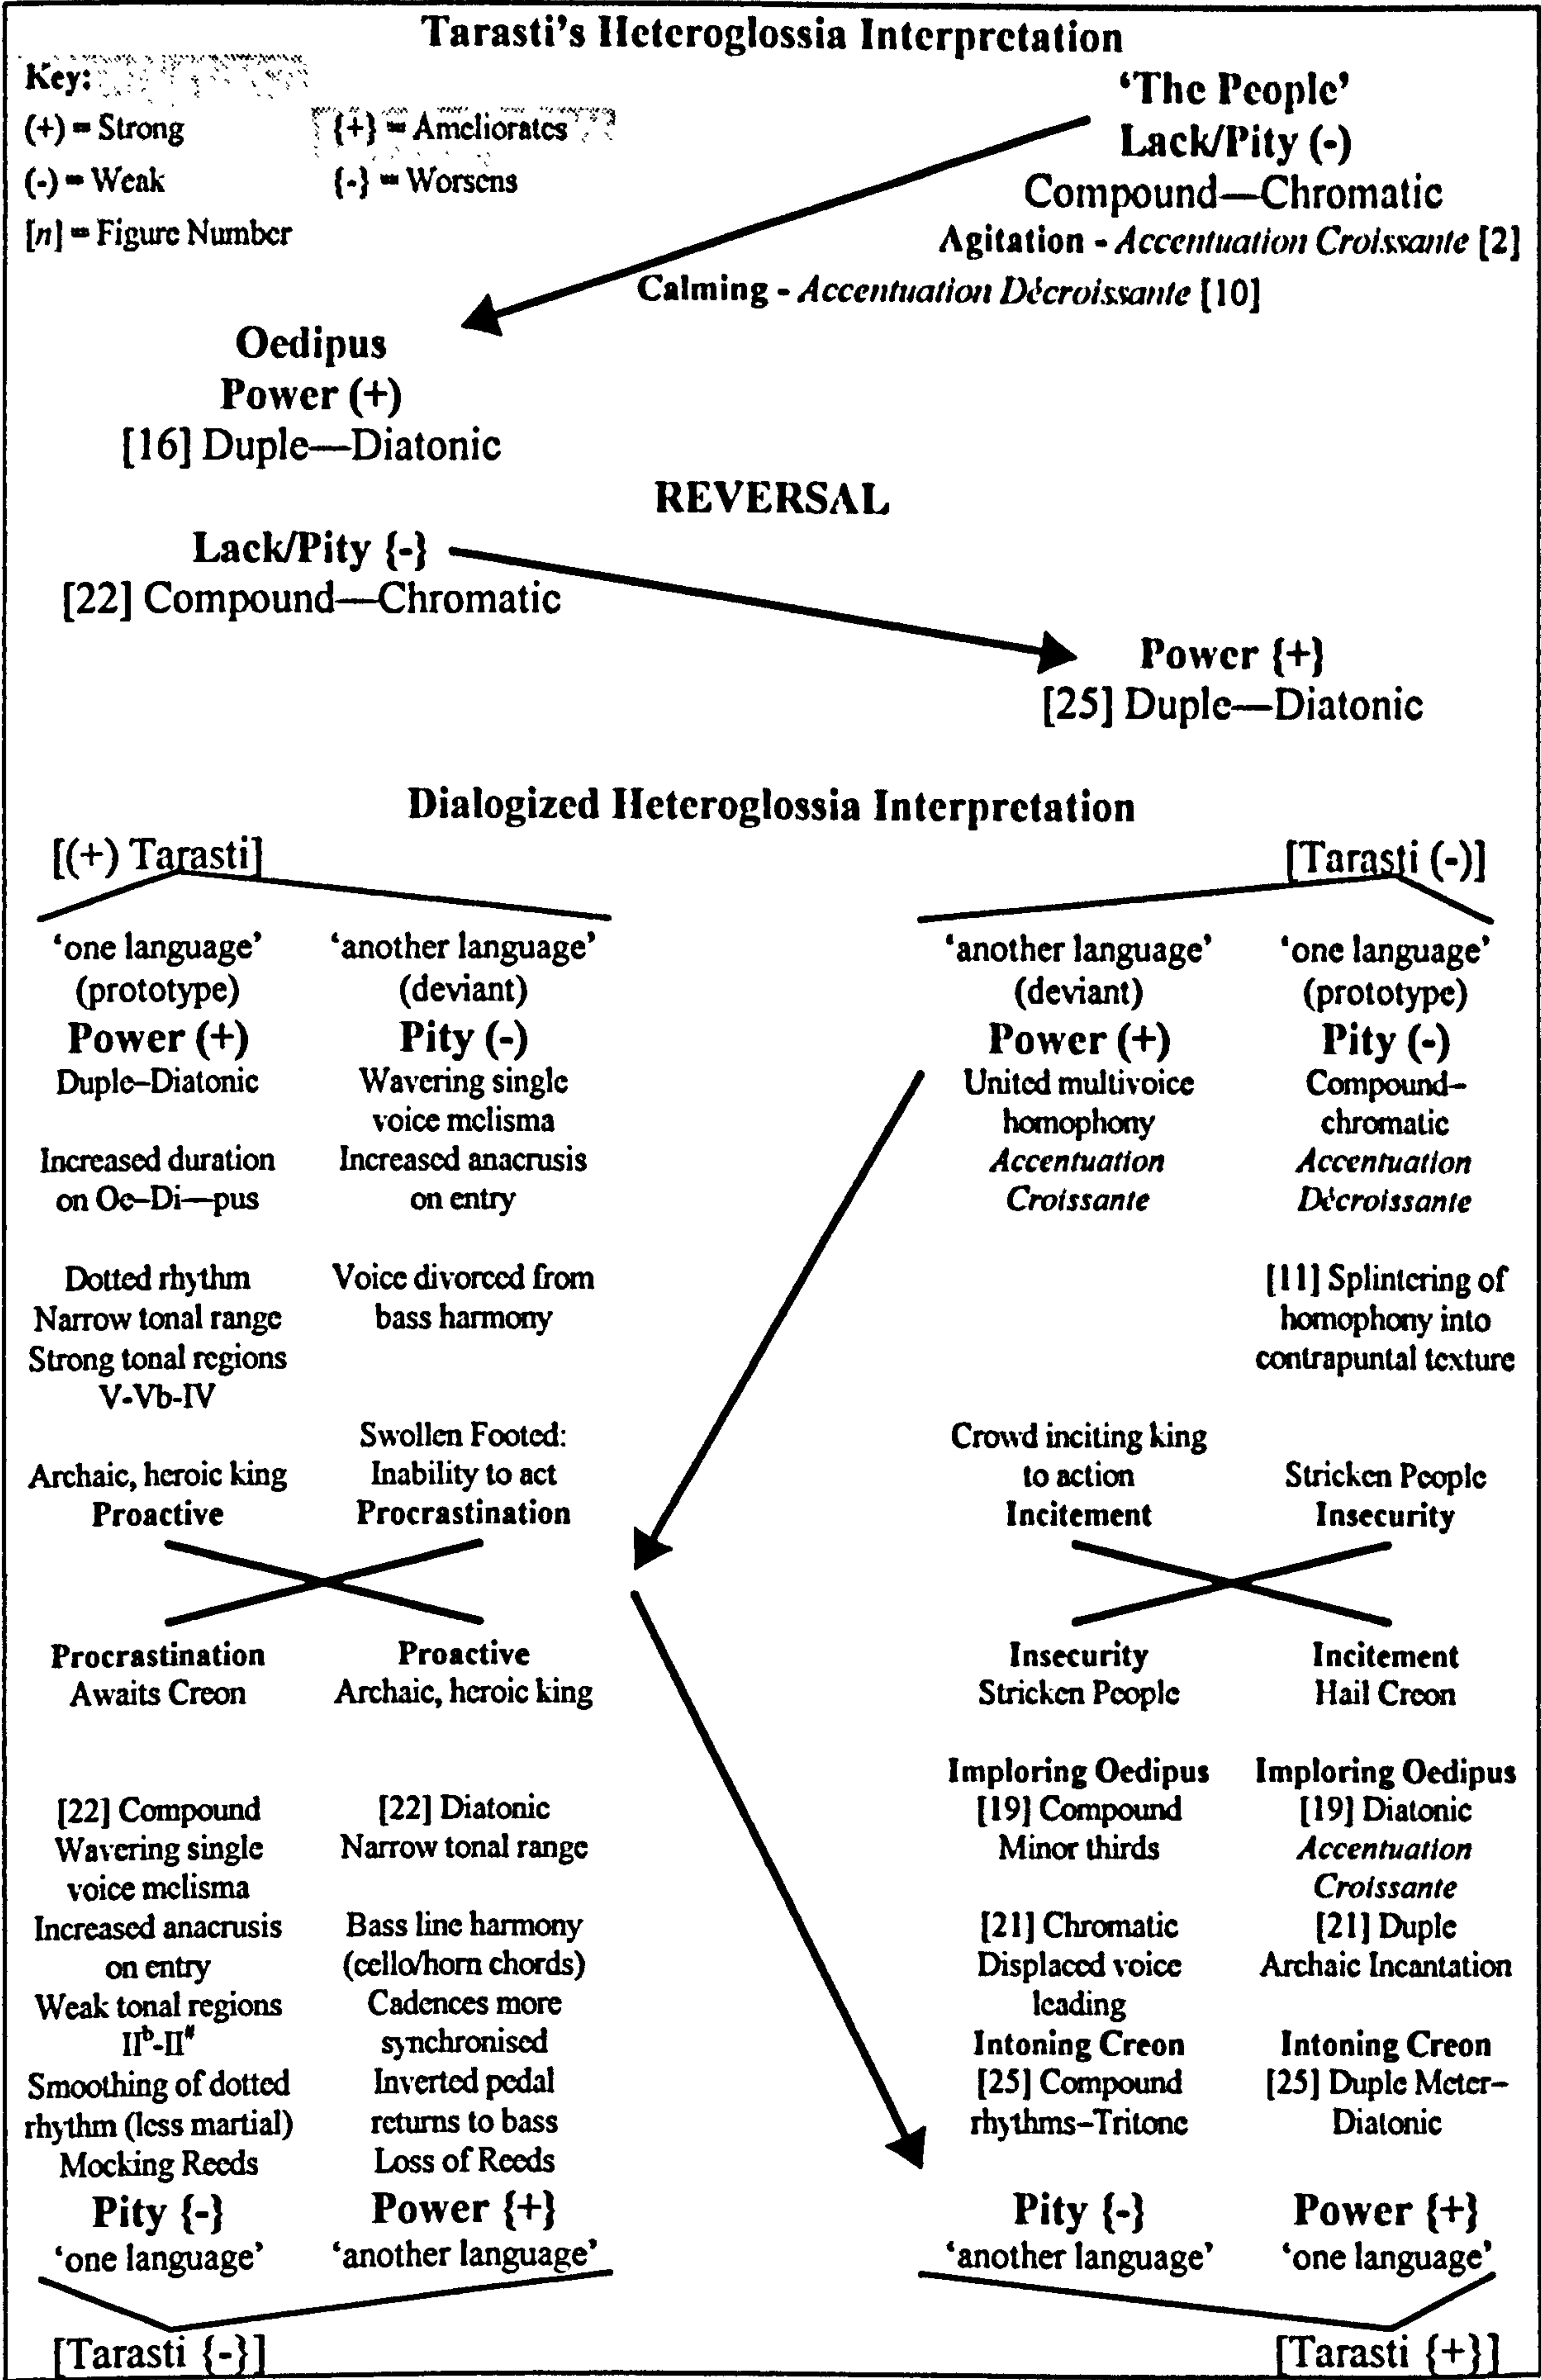 Tarasti's Heteroglossia Interpretation
Key:
(+) = Strong
{+} = Ameliorates
(-) = Weak
{-} = Worsens
[n] = Figure Number
'The People'
Lack/Pity (-)
Compound—Chromatic
Agitation - Accentuation Croissante [2]
Calming - Accentuation Décroissante [10]
Oedipus
Power (+)
[16] Duple—Diatonic
REVERSAL
Lack/Pity {-}
[22] Compound—Chromatic
Power {+}
[25] Duple—Diatonic
Dialogized Heteroglossia Interpretation
[(+) Tarasti]
'one language'
(prototype)
Power (+)
Duple–Diatonic
Increased duration
on Oe–Di—pus
Dotted rhythm
Narrow tonal range
Strong tonal regions
V-Vb-IV
Archaic, heroic king
Proactive
'another language'
(deviant)
Pity (-)
Wavering single
voice melisma
Increased anacrusis
on entry
Voice divorced from
bass harmony
Swollen Footed:
Inability to act
Procrastination
[Tarasti (-)]
'another language'
(deviant)
Power (+)
United multivoice
homophony
Accentuation
Croissante
Crowd inciting king
to action
Incitement
'one language'
(prototype)
Pity (-)
Compound–
chromatic
Accentuation
Décroissante
[11] Splintering of
homophony into
contrapuntal texture
Stricken People
Insecurity
Procrastination
Awaits Creon
[22] Compound
Wavering single
voice melisma
Increased anacrusis
on entry
Weak tonal regions
IIb-II#
Smoothing of dotted
rhythm (less martial)
Mocking Reeds
Pity {-}
'one language'
Proactive
Archaic, heroic king
[22] Diatonic
Narrow tonal range
Bass line harmony
(cello/horn chords)
Cadences more
synchronised
Inverted pedal
returns to bass
Loss of Reeds
Power {+}
'another language'
[Tarasti {-}]
Insecurity
Stricken People
Imploring Oedipus
[19] Compound
Minor thirds
[21] Chromatic
Displaced voice
leading
Intoning Creon
[25] Compound
rhythms–Tritone
Pity {-}
'another language'
Incitement
Hail Creon
Imploring Oedipus
[19] Diatonic
Accentuation
Croissante
[21] Duple
Archaic Incantation
Intoning Creon
[25] Duple Meter–
Diatonic
Power {+}
'one language'
[Tarasti {+}]